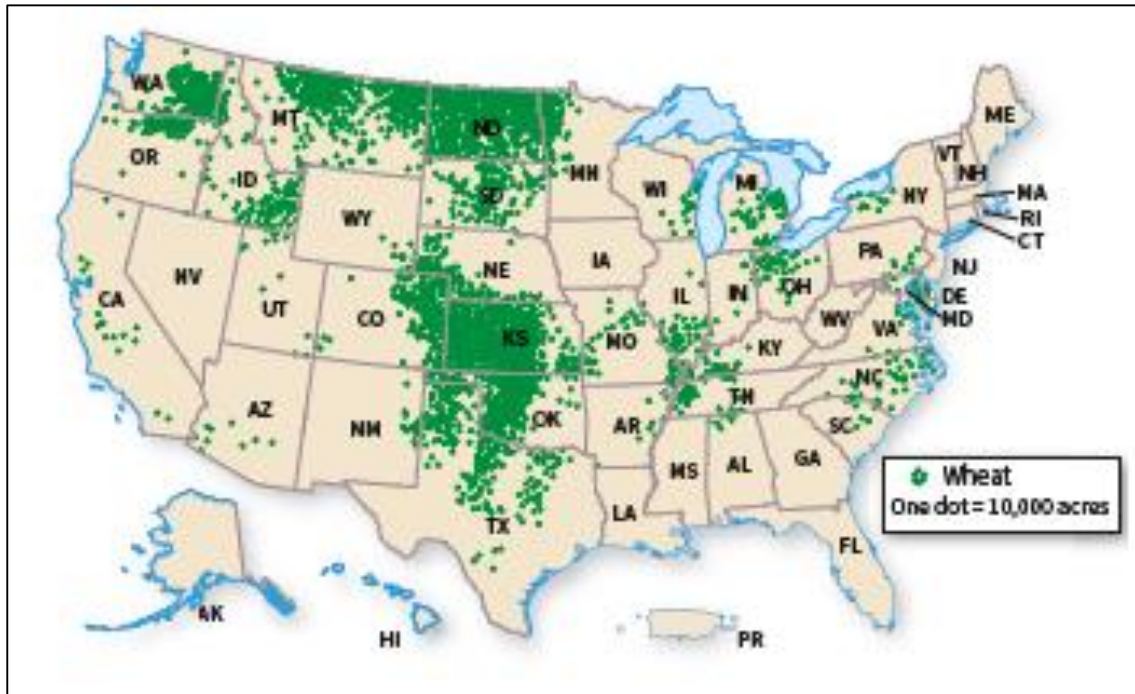 WA
MT
ND
MN
ME
OR
ID
SD
WI
MI
VT
NH
NY
MA
RI
CT
WY
IA
PA
NJ
NE
NV
UT
CO
IL
IN
OH
DE
MD
CA
KS
MO
WV
VA
KY
NC
TN
AZ
NM
OK
AR
SC
MS
AL
GA
TX
LA
FL
Wheat
One dot = 10,000 acres
AK
HI
PR